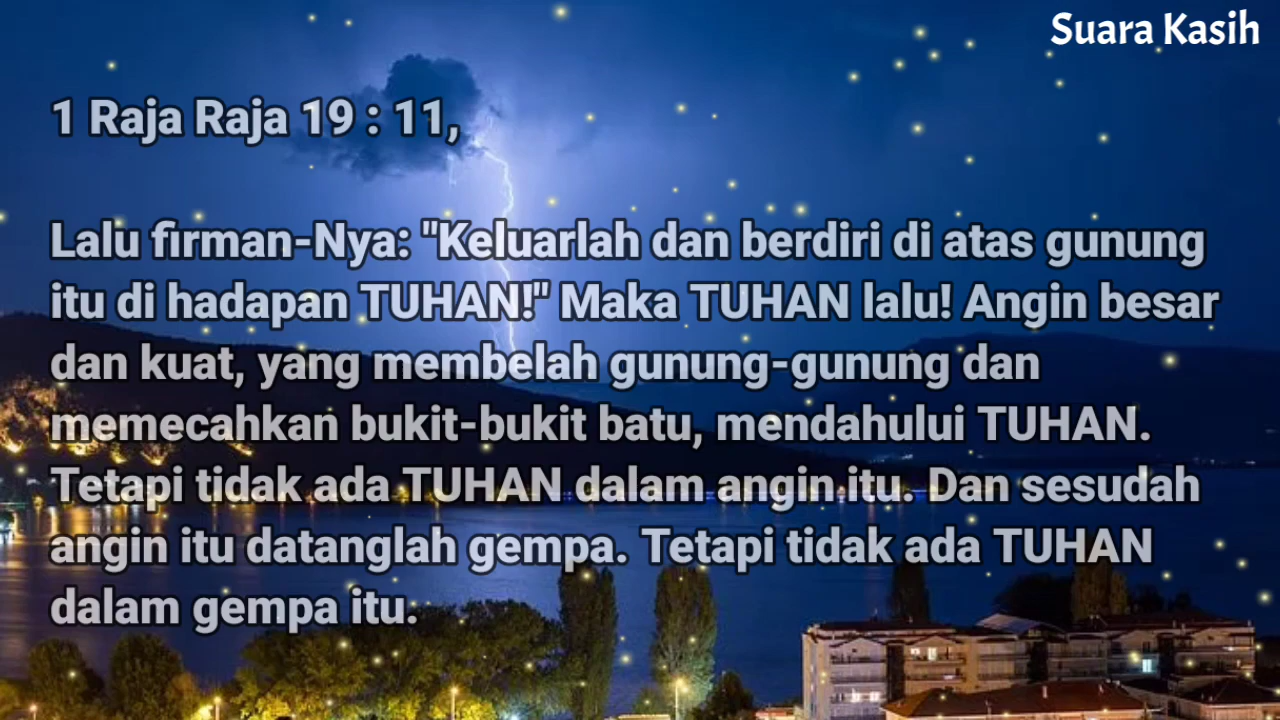 Suara Kasih
1 Raja Raja 19 : 11,
Lalu firman-Nya: "Keluarlah dan berdiri di atas gunung
itu di hadapan TUHAN!" Maka TUHAN lalu! Angin besar
dan kuat, yang membelah gunung-gunung dan
memecahkan bukit-bukit batu, mendahului TUHAN.
Tetapi tidak ada TUHAN dalam angin itu. Dan sesudah
angin itu datanglah gempa. Tetapi tidak ada TUHAN
dalam gempa itu.